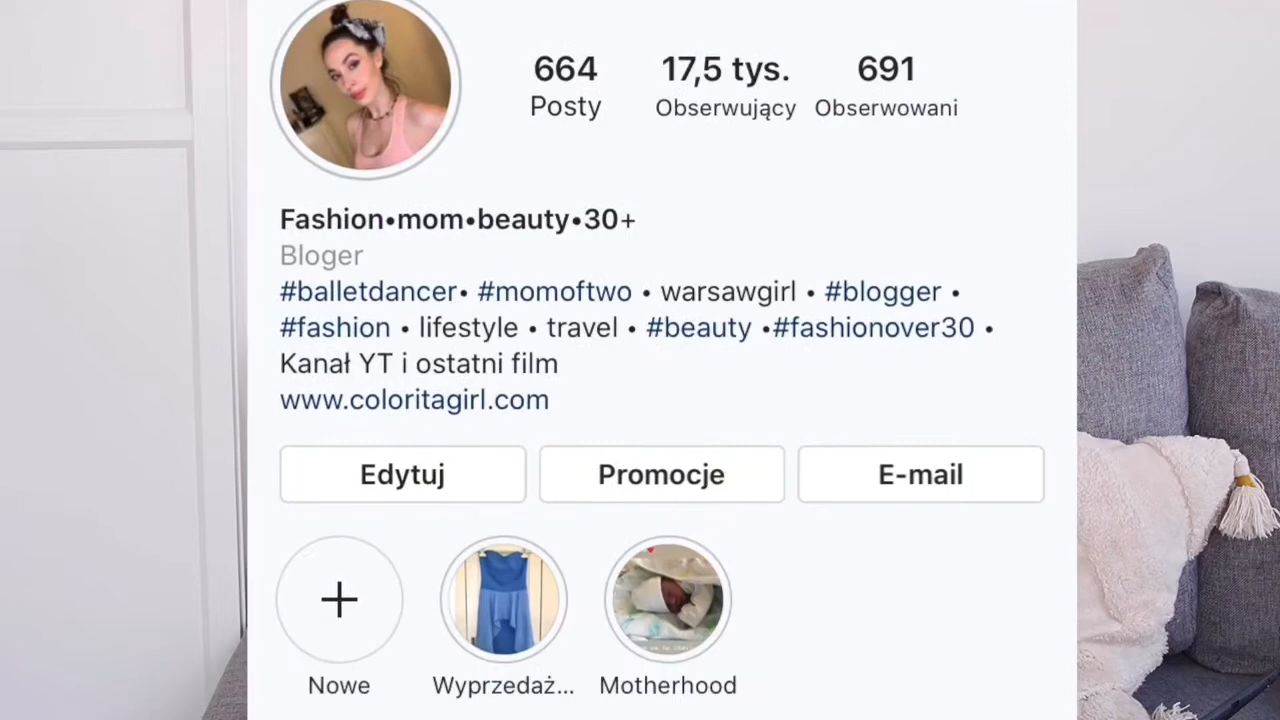 664 17,5 tys. 691
Posty Obserwujący Obserwowani
Fashion•mom•beauty•30+
Bloger
#balletdancer• #momoftwo • warsawgirl • #blogger •
#fashion • lifestyle • travel • #beauty •#fashionover30 •
Kanał YT i ostatni film
www.coloritagirl.com
Edytuj Promocje E-mail
Nowe Wyprzedaż... Motherhood